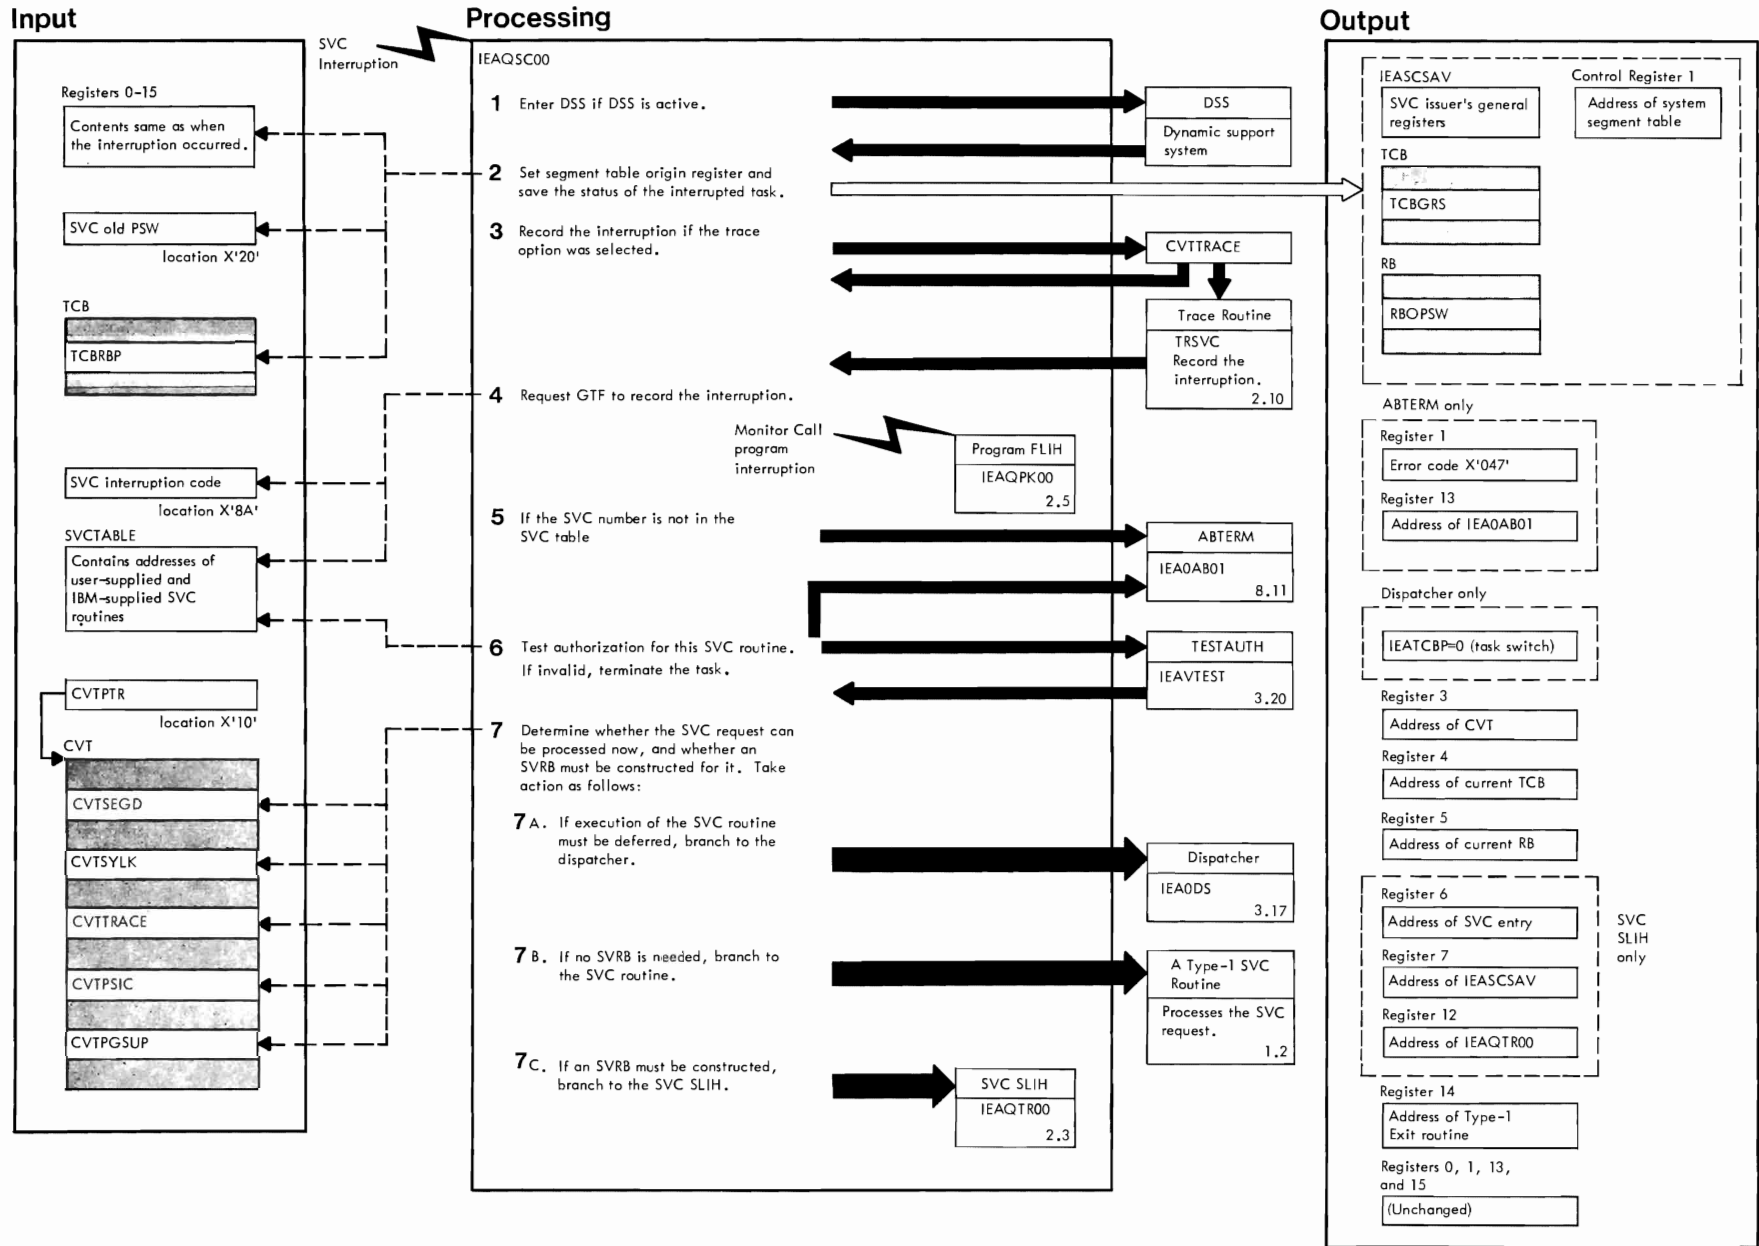 Input
Registers 0-15
Contents same as when
the interruption occurred.
SVC old PSW
location X'20'
TCB
TCBRBP
SVC interruption code
location X'8A'
SVCTABLE
Contains addresses of
user-supplied and
IBM-supplied SVC
routines
CVTPTR
location X'10'
CVT
CVTSEGD
CVTSYLK
CVTTRACE
CVTPSIC
CVTPGSUP
SVC
Interruption
Processing
IEAQSC00
1 Enter DSS if DSS is active.
DSS
Dynamic support
system
2 Set segment table origin register and
save the status of the interrupted task.
3 Record the interruption if the trace
option was selected.
CVTTRACE
Trace Routine
TRSVC
Record the
interruption.
2.10
4 Request GTF to record the interruption.
Monitor Call
program
interruption
Program FLIH
IEAQPK00
2.5
5 If the SVC number is not in the
SVC table
ABTERM
IEA0AB01
8.11
6 Test authorization for this SVC routine.
If invalid, terminate the task.
TESTAUTH
IEAVTEST
3.20
7 Determine whether the SVC request can
be processed now, and whether an
SVRB must be constructed for it. Take
action as follows:
7A. If execution of the SVC routine
must be deferred, branch to the
dispatcher.
Dispatcher
IEA0DS
3.17
7B. If no SVRB is needed, branch to
the SVC routine.
A Type-1 SVC
Routine
Processes the SVC
request.
1.2
7C. If an SVRB must be constructed,
branch to the SVC SLIH.
SVC SLIH
IEAQTR00
2.3
Output
IEASCSAV
SVC issuer's general
registers
Control Register 1
Address of system
segment table
TCB
TCBGRS
RB
RBOPSW
ABTERM only
Register 1
Error code X'047'
Register 13
Address of IEA0AB01
Dispatcher only
IEATCBP=0 (task switch)
Register 3
Address of CVT
Register 4
Address of current TCB
Register 5
Address of current RB
Register 6
Address of SVC entry
Register 7
Address of IEASCSAV
Register 12
Address of IEAQTR00
SVC
SLIH
only
Register 14
Address of Type-1
Exit routine
Registers 0, 1, 13,
and 15
(Unchanged)